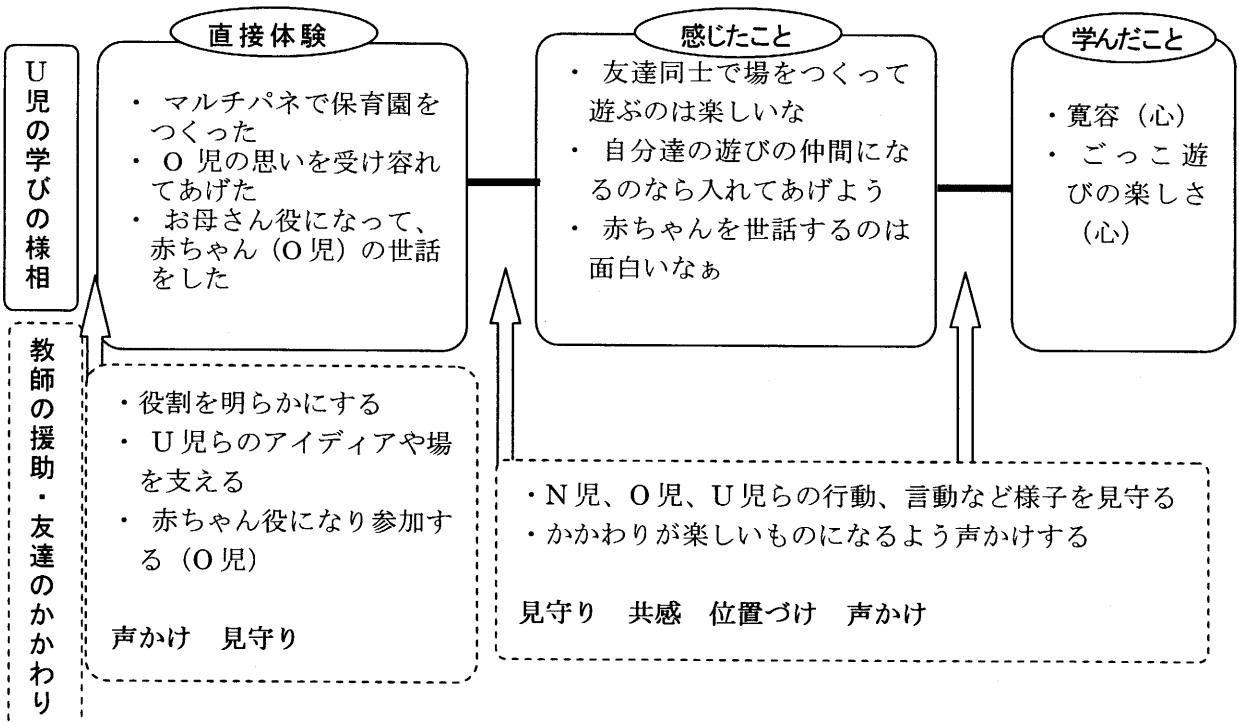 U児の学びの様相
直接体験
・ マルチパネで保育園を
つくった
・ O児の思いを受け容れ
てあげた
・ お母さん役になって、
赤ちゃん（O児）の世話
をした
感じたこと
・ 友達同士で場をつくって
遊ぶのは楽しいな
・ 自分達の遊びの仲間にな
るのなら入れてあげよう
・ 赤ちゃんを世話するのは
面白いなぁ
学んだこと
・寛容（心）
・ ごっこ遊
びの楽しさ
（心）
教師の援助・友達のかかわり
・役割を明らかにする
・ U児らのアイディアや場
を支える
・ 赤ちゃん役になり参加す
る（O児）
声かけ 見守り
・N児、O児、U児らの行動、言動など様子を見守る
・かかわりが楽しいものになるよう声かけする
見守り 共感 位置づけ 声かけ